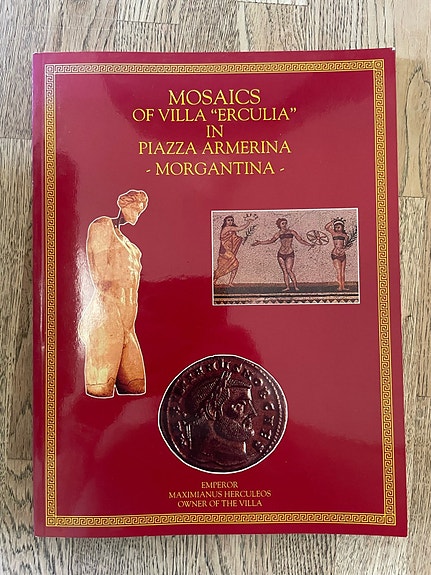 MOSAICS
OF VILLA "ERCULIA"
IN
PIAZZA ARMERINA
- MORGANTINA -
EMPEROR
MAXIMIANUS HERCULEOS
OWNER OF THE VILLA